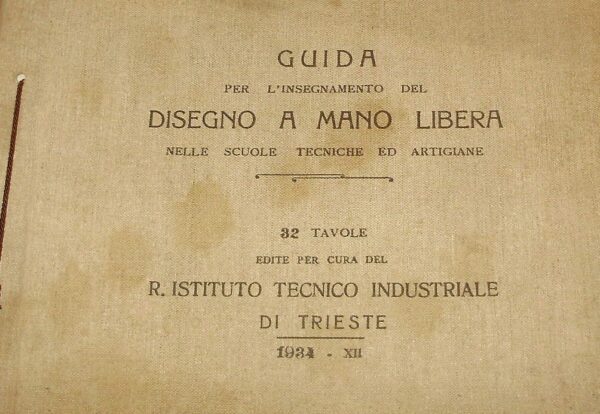 GUIDA
PER L'INSEGNAMENTO DEL
DISEGNO A MANO LIBERA
NELLE SCUOLE TECNICHE ED ARTIGIANE
32 TAVOLE
EDITE PER CURA DEL
R. ISTITUTO TECNICO INDUSTRIALE
DI TRIESTE
1934 - XII